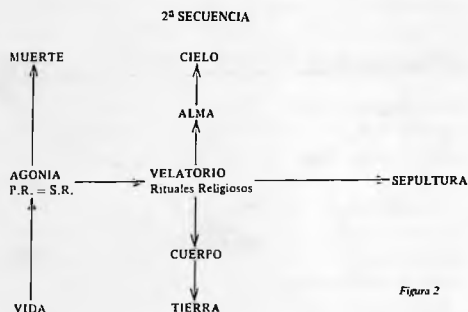 2ª SECUENCIA
MUERTE CIELO
ALMA
AGONIA VELATORIO SEPULTURA
P.R. = S.R. Rituales Religiosos
CUERPO
Figura 2
VIDA TIERRA